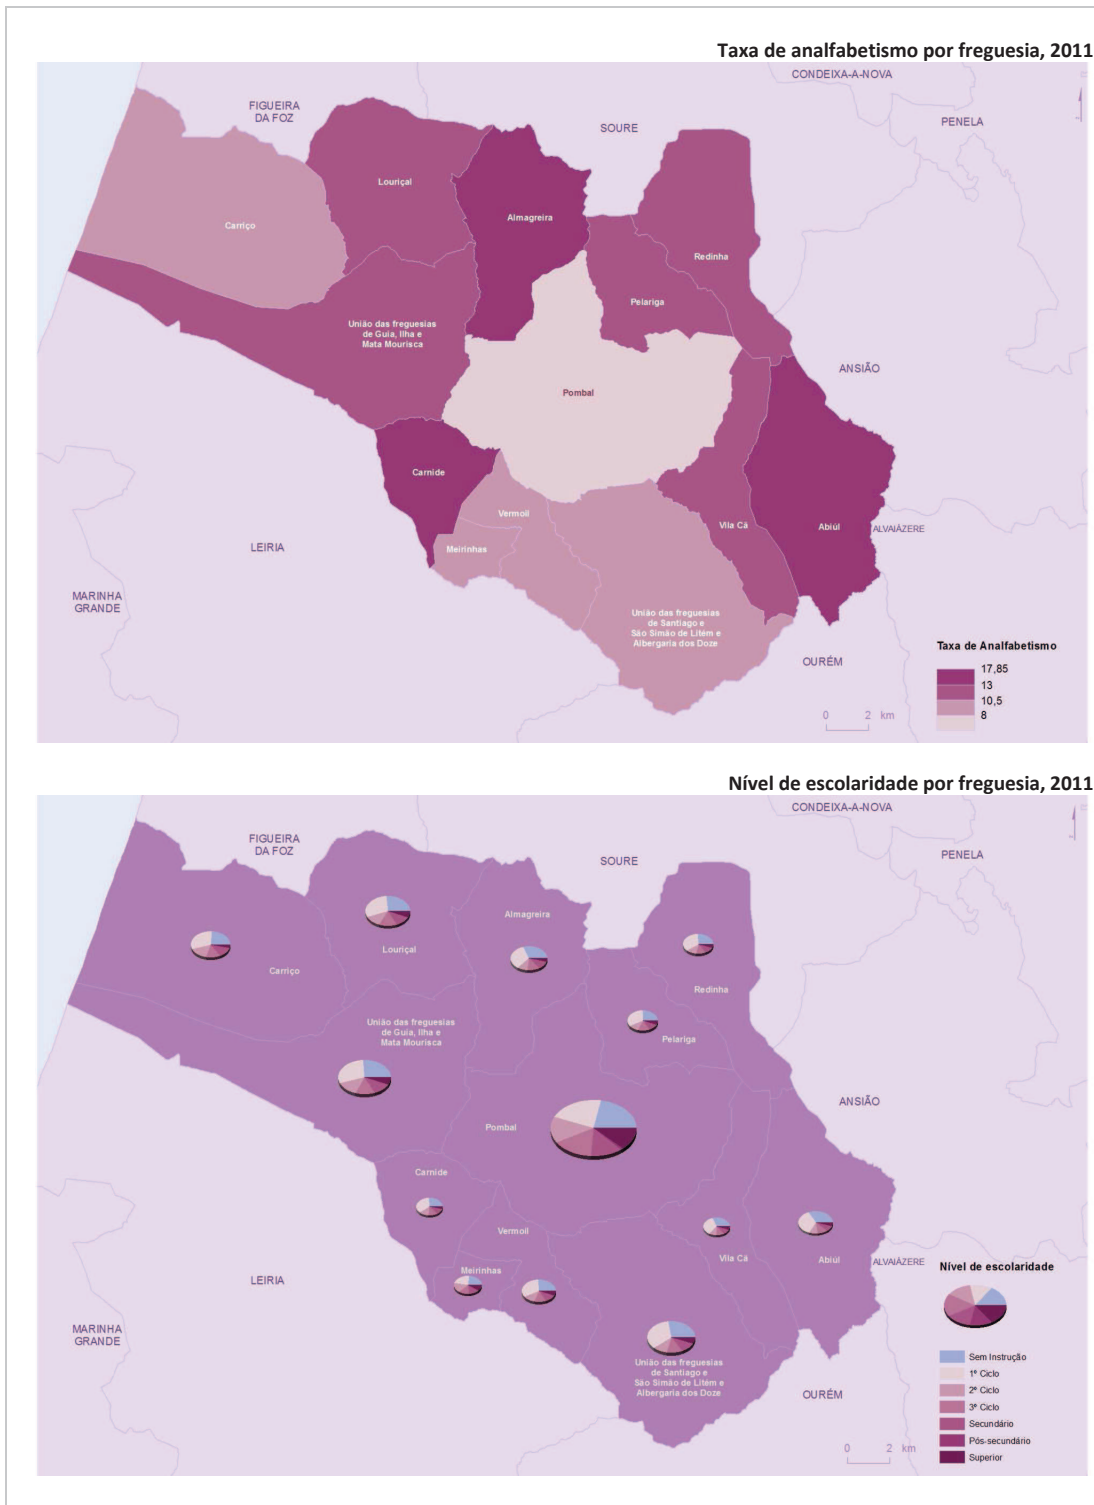 Taxa de analfabetismo por freguesia, 2011
CONDEIXA-A-NOVA
FIGUEIRA
DA FOZ
SOURE
PENELA
Louriçal
Almagreira
Carriço
Redinha
Pelariga
União das freguesias
de Guia, Ilha e
Mata Mourisca
ANSIÃO
Pombal
Carnide
Vermoil
Vila Cã
Abiúl
ALVAIÁZERE
LEIRIA
Meirinhas
MARINHA
GRANDE
União das freguesias
de Santiago e
São Simão de Litém e
Albergaria dos Doze
OURÉM
Taxa de Analfabetismo
17,85
13
10,5
8
0 2 km
Nível de escolaridade por freguesia, 2011
CONDEIXA-A-NOVA
FIGUEIRA
DA FOZ
SOURE
PENELA
Almagreira
Louriçal
Carriço
Redinha
União das freguesias
de Guia, Ilha e
Mata Mourisca
Pelariga
ANSIÃO
Pombal
Carnide
Vermoil
Vila Cã
Abiúl
ALVAIÁZERE
Meirinhas
LEIRIA
MARINHA
GRANDE
União das freguesias
de Santiago e
São Simão de Litém e
Albergaria dos Doze
OURÉM
Nível de escolaridade
Sem Instrução
1º Ciclo
2º Ciclo
3º Ciclo
Secundário
Pós-secundário
Superior
0 2 km